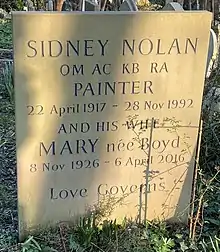 SIDNEY NOLAN
OM AC KB RA
PAINTER
22 April 1917 - 28 Nov 1992
AND HIS WIFE
MARY née Boyd
8 Nov 1926 - 6 April 2016
Love Governs